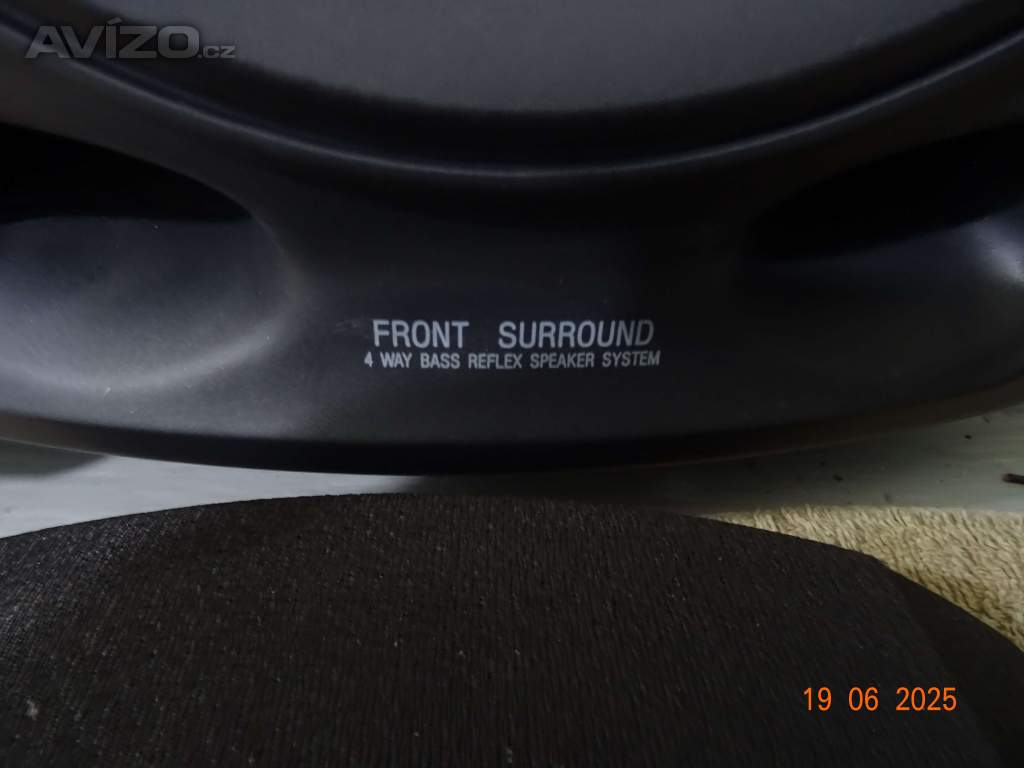 AVÍZO.cz
FRONT SURROUND
4 WAY BASS REFLEX SPEAKER SYSTEM
19 06 2025